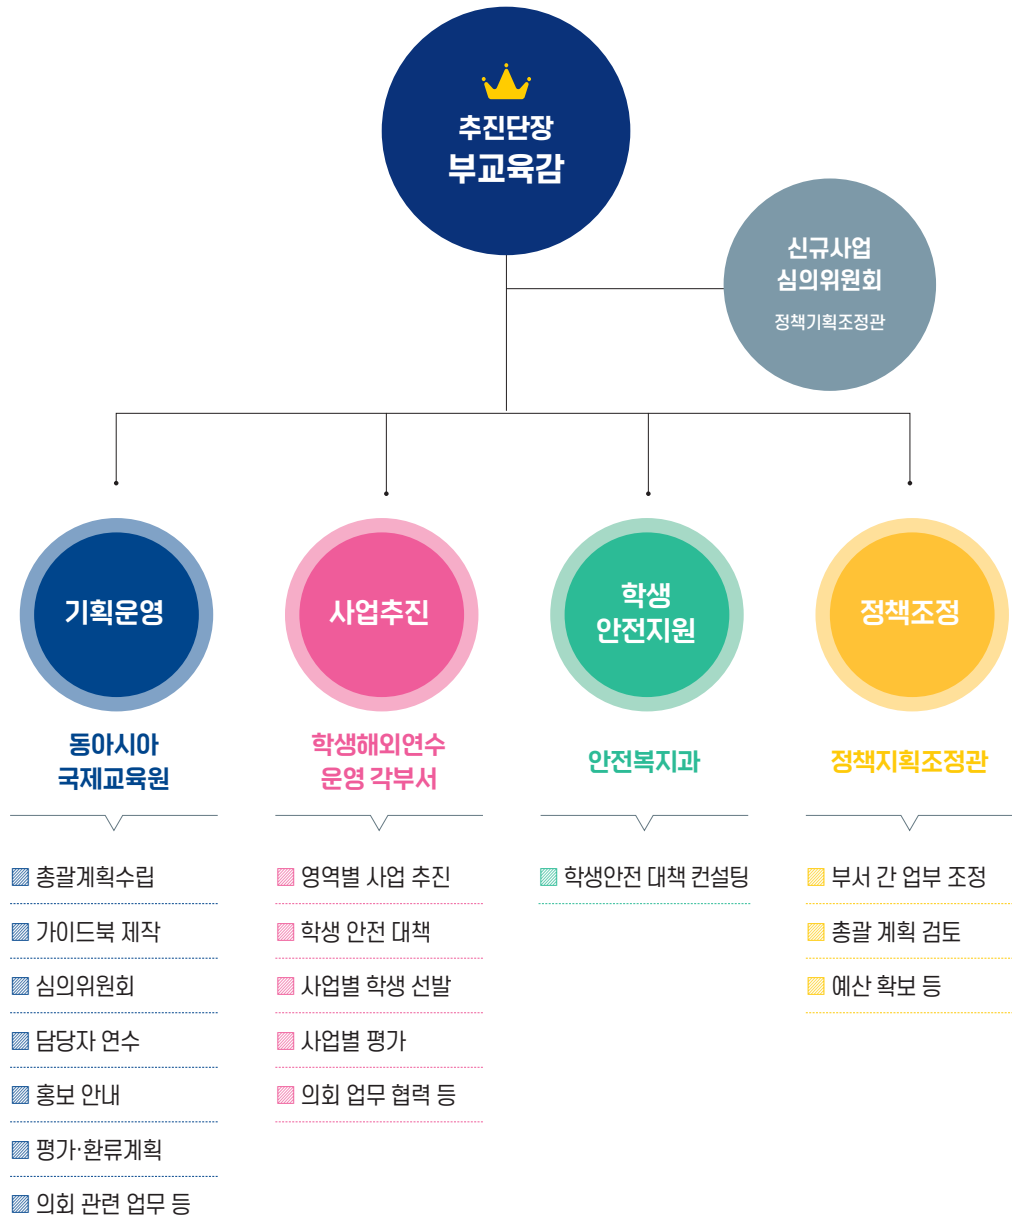 추진단장
부교육감
신규사업
심의위원회
정책기획조정관
기획운영
동아시아
국제교육원
총괄계획수립
가이드북 제작
심의위원회
담당자 연수
홍보 안내
평가·환류계획
의회 관련 업무 등
사업추진
학생해외연수
운영 각부서
영역별 사업 추진
학생 안전 대책
사업별 학생 선발
사업별 평가
의회 업무 협력 등
학생
안전지원
안전복지과
학생안전 대책 컨설팅
정책조정
정책지획조정관
부서 간 업부 조정
총괄 계획 검토
예산 확보 등